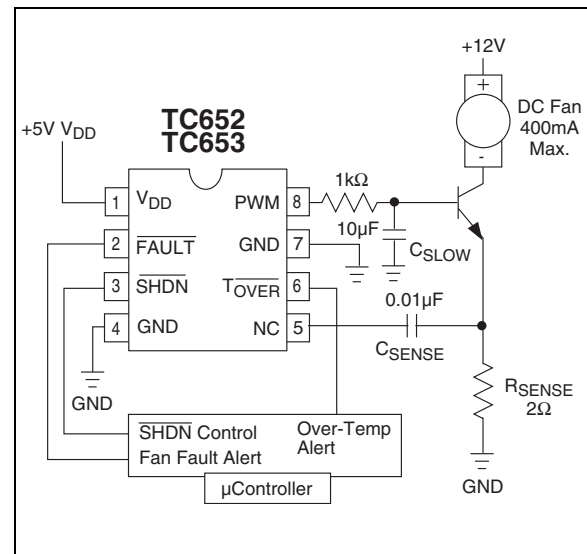 +12V
DC Fan
400mA
Max.
+
-
TC652
TC653
+5V VDD
1 VDD
2 FAULT
3 SHDN
4 GND
PWM 8
GND 7
TOVER 6
NC 5
1kΩ
10µF
CSLOW
0.01µF
CSENSE
RSENSE
2Ω
GND
GND
SHDN Control
Fan Fault Alert
Over-Temp
Alert
µController